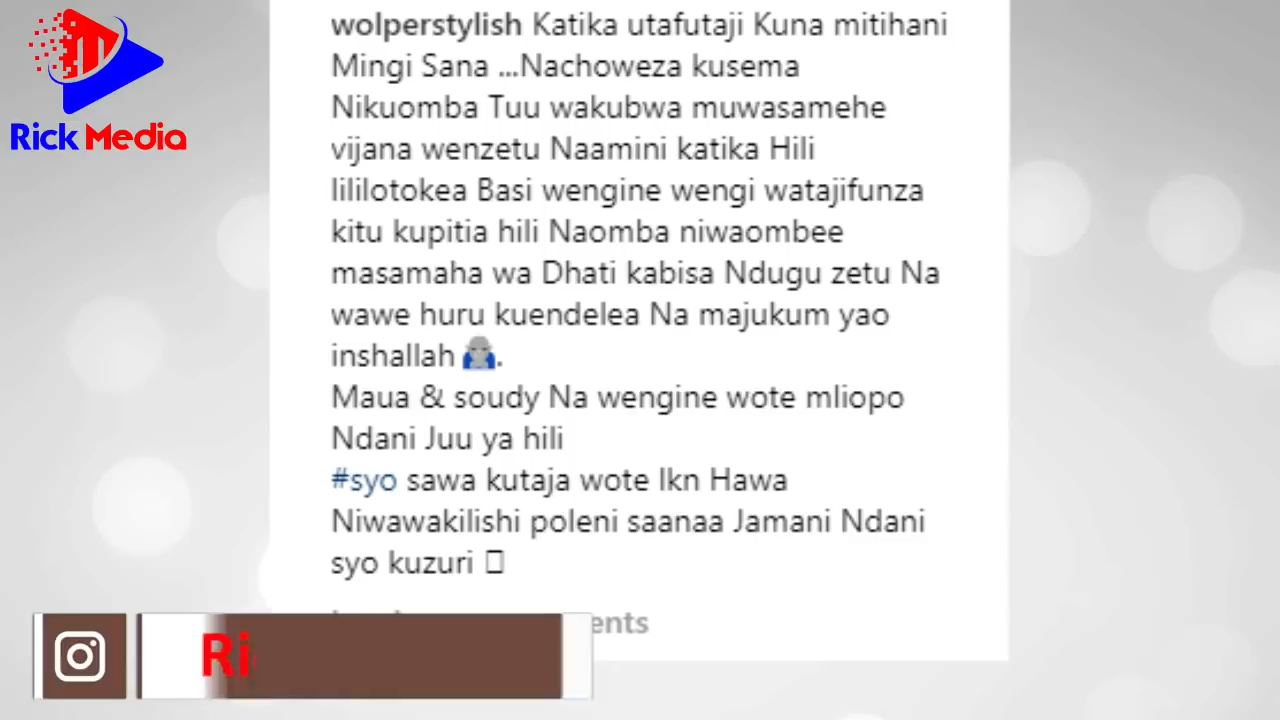 Rick Media
wolperstylish Katika utafutaji Kuna mitihani
Mingi Sana ...Nachoweza kusema
Nikuomba Tuu wakubwa muwasamehe
vijana wenzetu Naamini katika Hili
lililotokea Basi wengine wengi watajifunza
kitu kupitia hili Naomba niwaombee
masamaha wa Dhati kabisa Ndugu zetu Na
wawe huru kuendelea Na majukum yao
inshallah 🙏.
Maua & soudy Na wengine wote mliopo
Ndani Juu ya hili
#syo sawa kutaja wote lkn Hawa
Niwawakilishi poleni saanaa Jamani Ndani
syo kuzuri